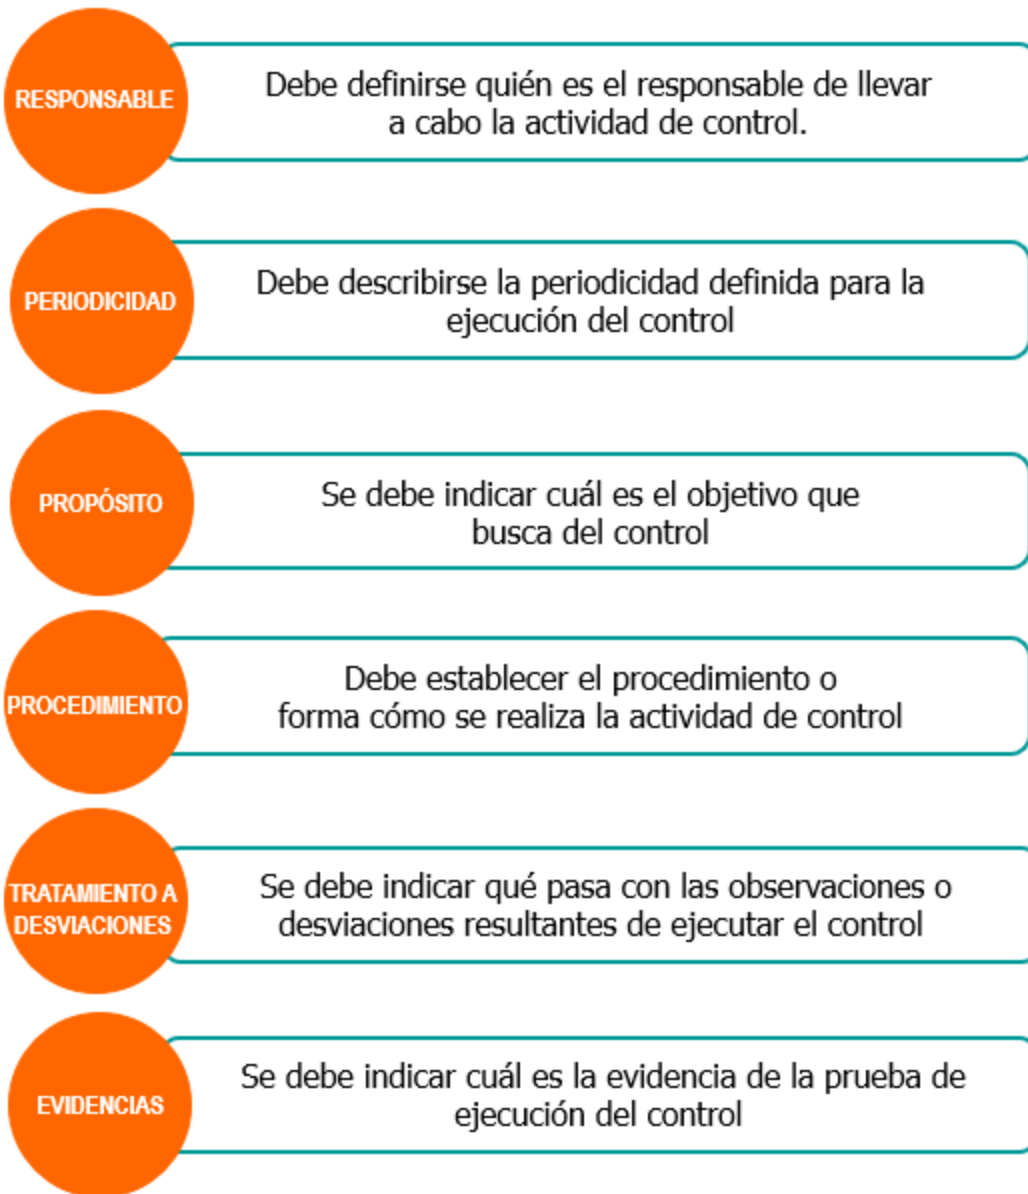 RESPONSABLE
Debe definirse quién es el responsable de llevar
a cabo la actividad de control.
PERIODICIDAD
Debe describirse la periodicidad definida para la
ejecución del control
PROPÓSITO
Se debe indicar cuál es el objetivo que
busca del control
PROCEDIMIENTO
Debe establecer el procedimiento o
forma cómo se realiza la actividad de control
TRATAMIENTO A
DESVIACIONES
Se debe indicar qué pasa con las observaciones o
desviaciones resultantes de ejecutar el control
EVIDENCIAS
Se debe indicar cuál es la evidencia de la prueba de
ejecución del control